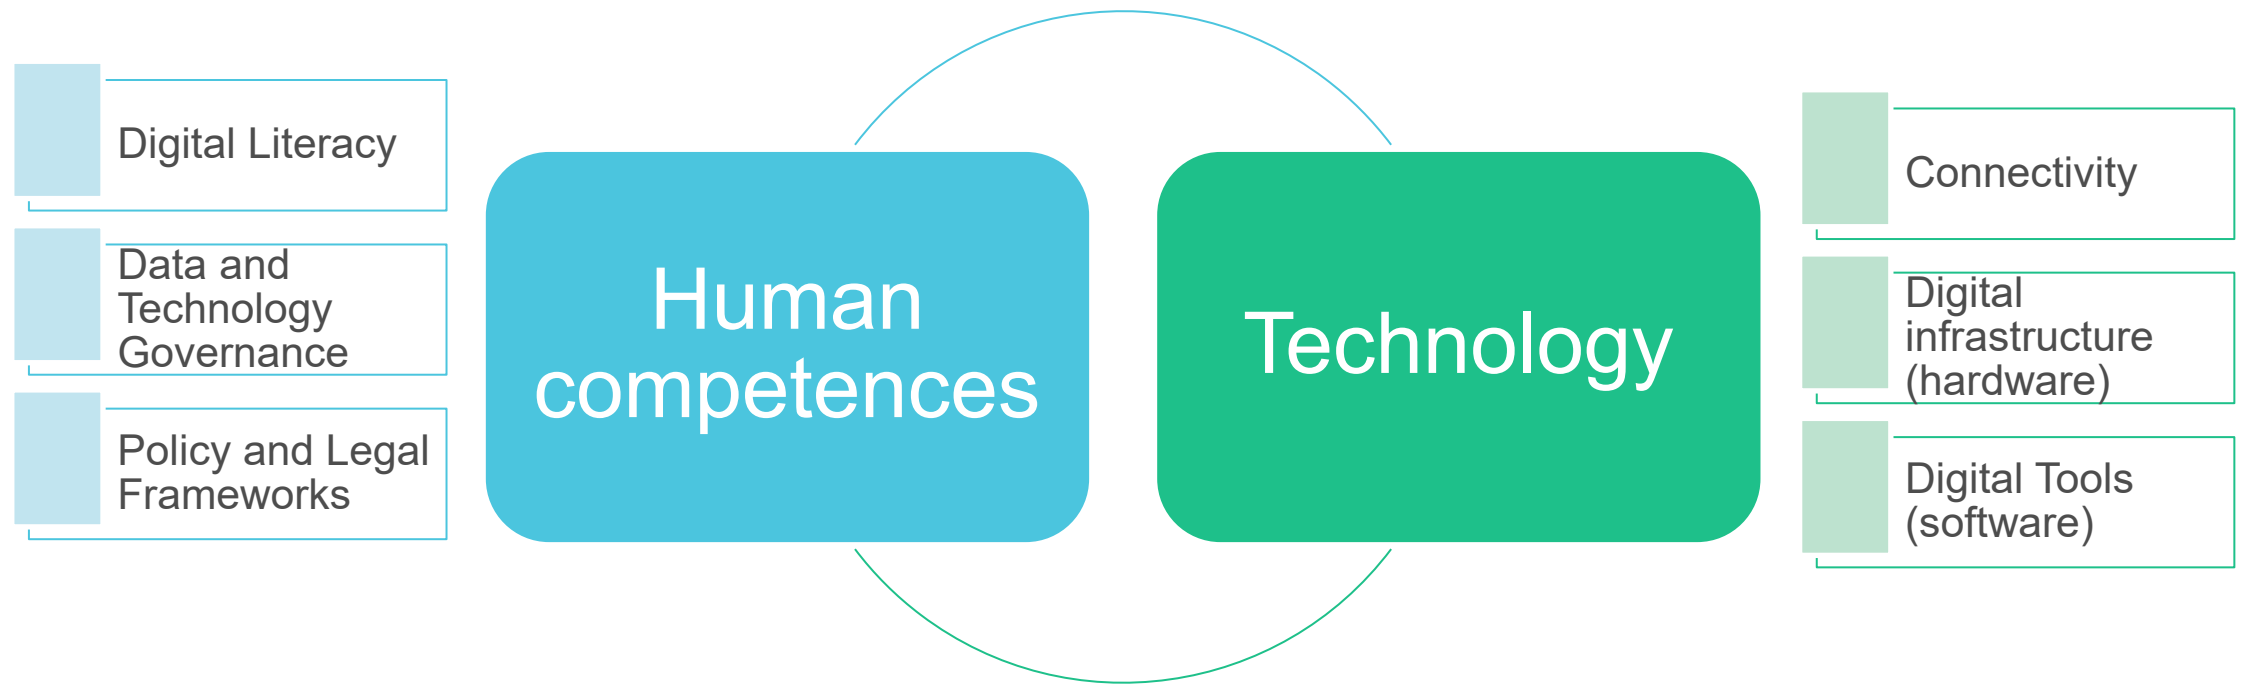 Digital Literacy
Data and
Technology
Governance
Policy and Legal
Frameworks
Human
competences
Technology
Connectivity
Digital
infrastructure
(hardware)
Digital Tools
(software)